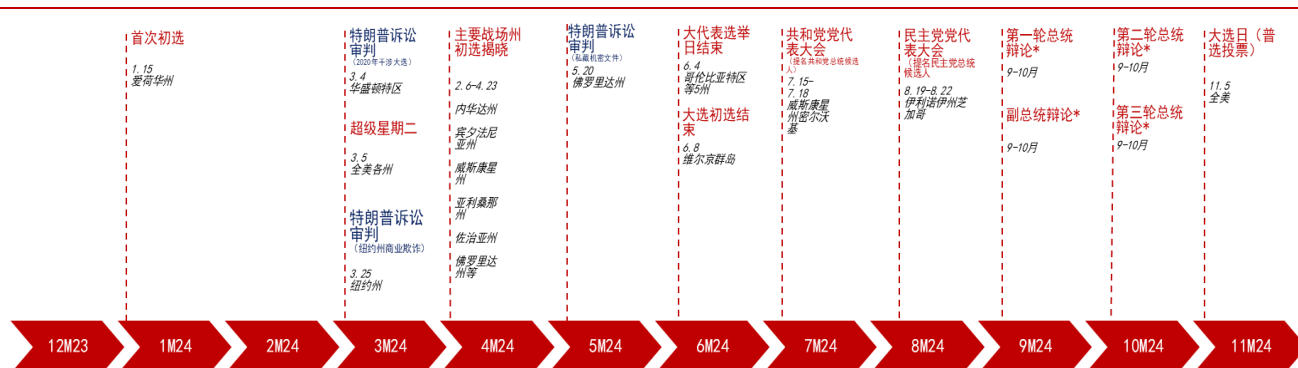 首次初选
1.15
爱荷华州
特朗普诉讼
审判
（2020年干涉大选）
3.4
华盛顿特区
超级星期二
3.5
全美各州
特朗普诉讼
审判
（纽约州商业欺诈）
3.25
纽约州
主要战场州
初选揭晓
2.6-4.23
内华达州
宾夕法尼
亚州
威斯康星
州
亚利桑那
州
佐治亚州
佛罗里达
州等
特朗普诉讼
审判
（私藏机密文件）
5.20
佛罗里达州
大代表选举
日结束
6.4
哥伦比亚特区
等5州
大选初选结
束
6.8
维尔京群岛
共和党党代
表大会
（提名共和党总统候选
人）
7.15-
7.18
威斯康星
州密尔沃
基
民主党党代
表大会
（提名民主党总统
候选人
8.19-8.22
伊利诺伊州芝
加哥
第一轮总统
辩论*
9-10月
副总统辩论*
9-10月
第二轮总统
辩论*
9-10月
第三轮总统
辩论*
9-10月
大选日（普
选投票）
11.5
全美
12M23
1M24
2M24
3M24
4M24
5M24
6M24
7M24
8M24
9M24
10M24
11M24